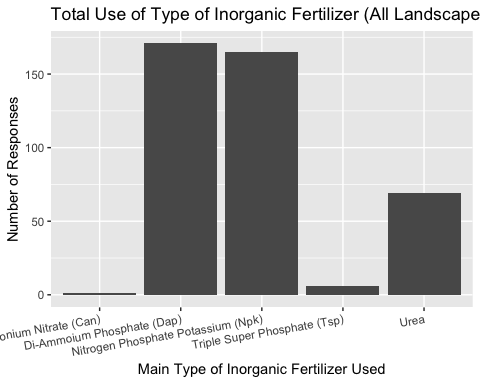 Total Use of Type of Inorganic Fertilizer (All Landscape
Number of Responses
150
100
50
0
onium Nitrate (Can)
Di-Ammoium Phosphate (Dap)
Nitrogen Phosphate Potassium (Npk)
Triple Super Phosphate (Tsp)
Urea
Main Type of Inorganic Fertilizer Used